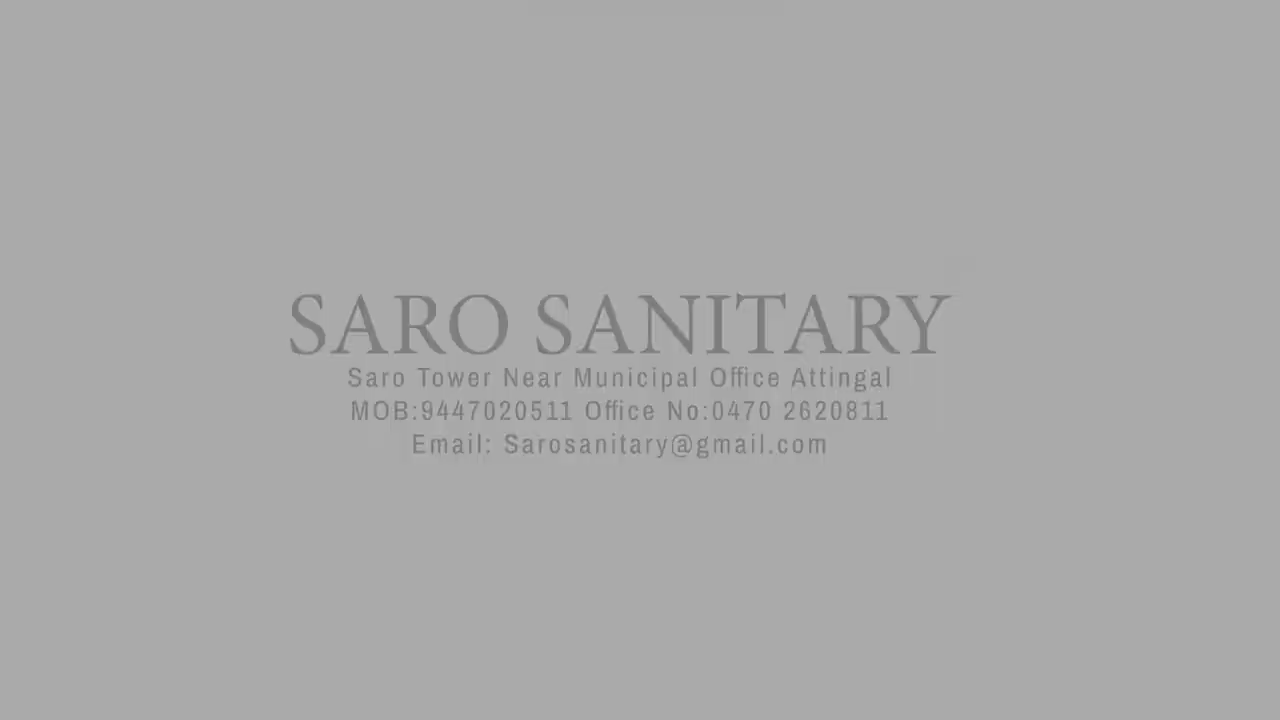 SARO SANITARY
Saro Tower Near Municipal Office Attingal
MOB:9447020511 Office No:0470 2620811
Email: Sarosanitary@gmail.com